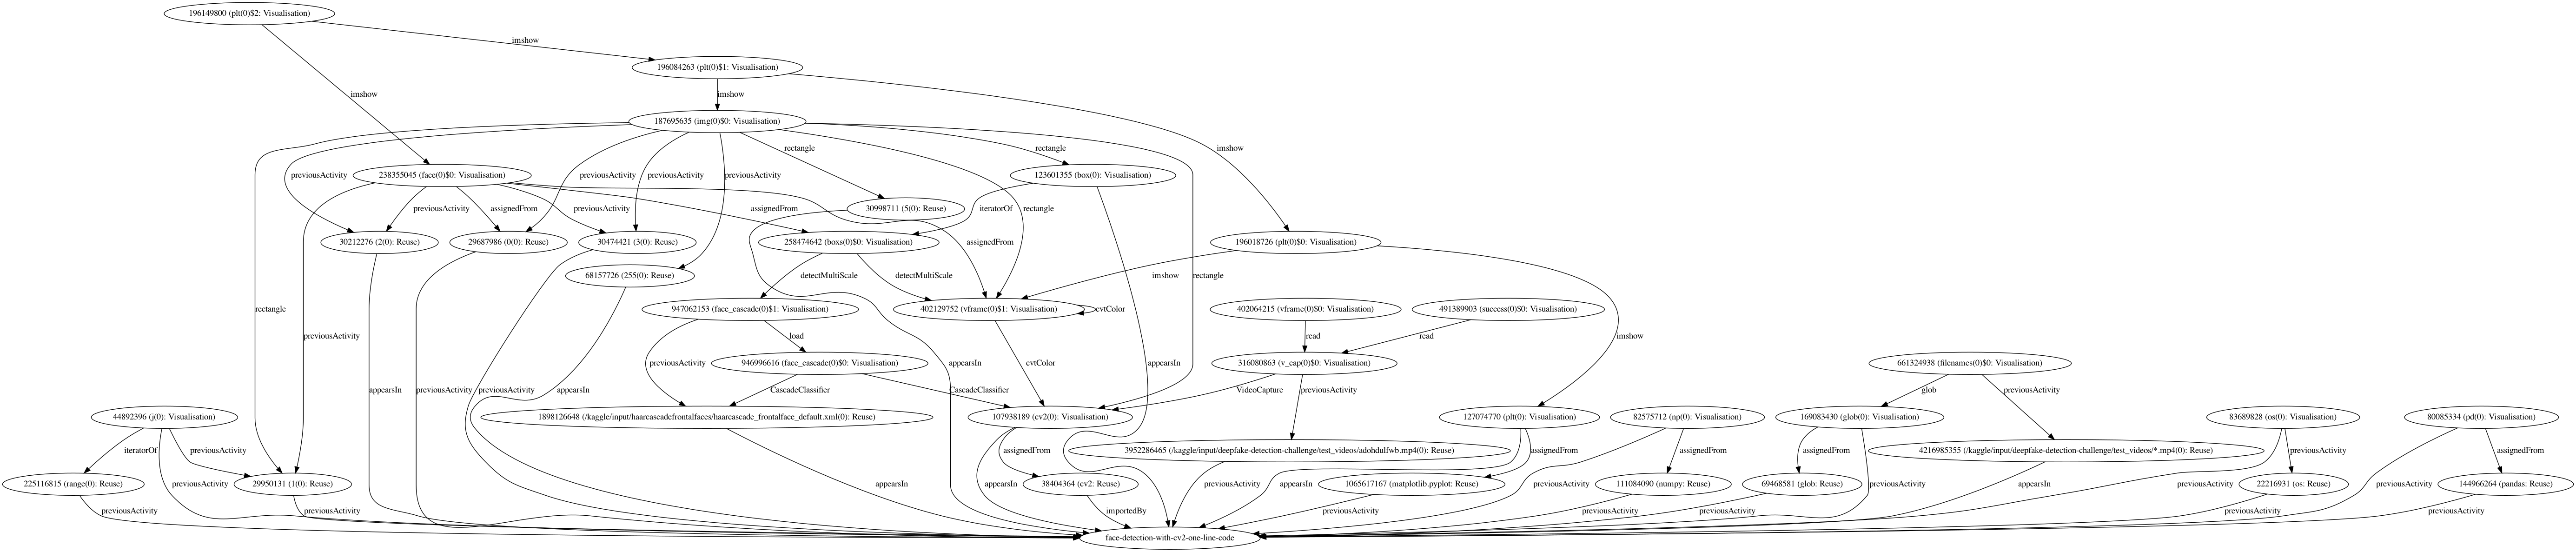 196149800 (plt(0)$2: Visualisation)
imshow
196084263 (plt(0)$1: Visualisation)
imshow
imshow
187695635 (img(0)$0: Visualisation)
rectangle
rectangle
imshow
previousActivity
238355045 (face(0)$0: Visualisation)
previousActivity
previousActivity
previousActivity
123601355 (box(0): Visualisation)
previousActivity
assignedFrom
previousActivity
assignedFrom
30998711 (5(0): Reuse)
iteratorOf
rectangle
30212276 (2(0): Reuse)
29687986 (0(0): Reuse)
30474421 (3(0): Reuse)
258474642 (boxs(0)$0: Visualisation)
assignedFrom
196018726 (plt(0)$0: Visualisation)
68157726 (255(0): Reuse)
detectMultiScale
detectMultiScale
imshow
rectangle
rectangle
947062153 (face_cascade(0)$1: Visualisation)
402129752 (vframe(0)$1: Visualisation)
cvtColor
402064215 (vframe(0)$0: Visualisation)
491389903 (success(0)$0: Visualisation)
previousActivity
load
read
read
imshow
previousActivity
946996616 (face_cascade(0)$0: Visualisation)
appearsIn
cvtColor
appearsIn
316080863 (v_cap(0)$0: Visualisation)
661324938 (filenames(0)$0: Visualisation)
appearsIn
previousActivity
previousActivity
appearsIn
CascadeClassifier
CascadeClassifier
VideoCapture
previousActivity
glob
previousActivity
44892396 (j(0): Visualisation)
1898126648 (/kaggle/input/haarcascadefrontalfaces/haarcascade_frontalface_default.xml(0): Reuse)
107938189 (cv2(0): Visualisation)
127074770 (plt(0): Visualisation)
82575712 (np(0): Visualisation)
169083430 (glob(0): Visualisation)
83689828 (os(0): Visualisation)
80085334 (pd(0): Visualisation)
iteratorOf
previousActivity
assignedFrom
3952286465 (/kaggle/input/deepfake-detection-challenge/test_videos/adohdulfwb.mp4(0): Reuse)
assignedFrom
assignedFrom
assignedFrom
4216985355 (/kaggle/input/deepfake-detection-challenge/test_videos/*.mp4(0): Reuse)
previousActivity
assignedFrom
225116815 (range(0): Reuse)
previousActivity
29950131 (1(0): Reuse)
appearsIn
appearsIn
38404364 (cv2: Reuse)
previousActivity
appearsIn
1065617167 (matplotlib.pyplot: Reuse)
previousActivity
111084090 (numpy: Reuse)
69468581 (glob: Reuse)
previousActivity
appearsIn
previousActivity
22216931 (os: Reuse)
previousActivity
144966264 (pandas: Reuse)
previousActivity
previousActivity
importedBy
previousActivity
previousActivity
previousActivity
previousActivity
previousActivity
face-detection-with-cv2-one-line-code